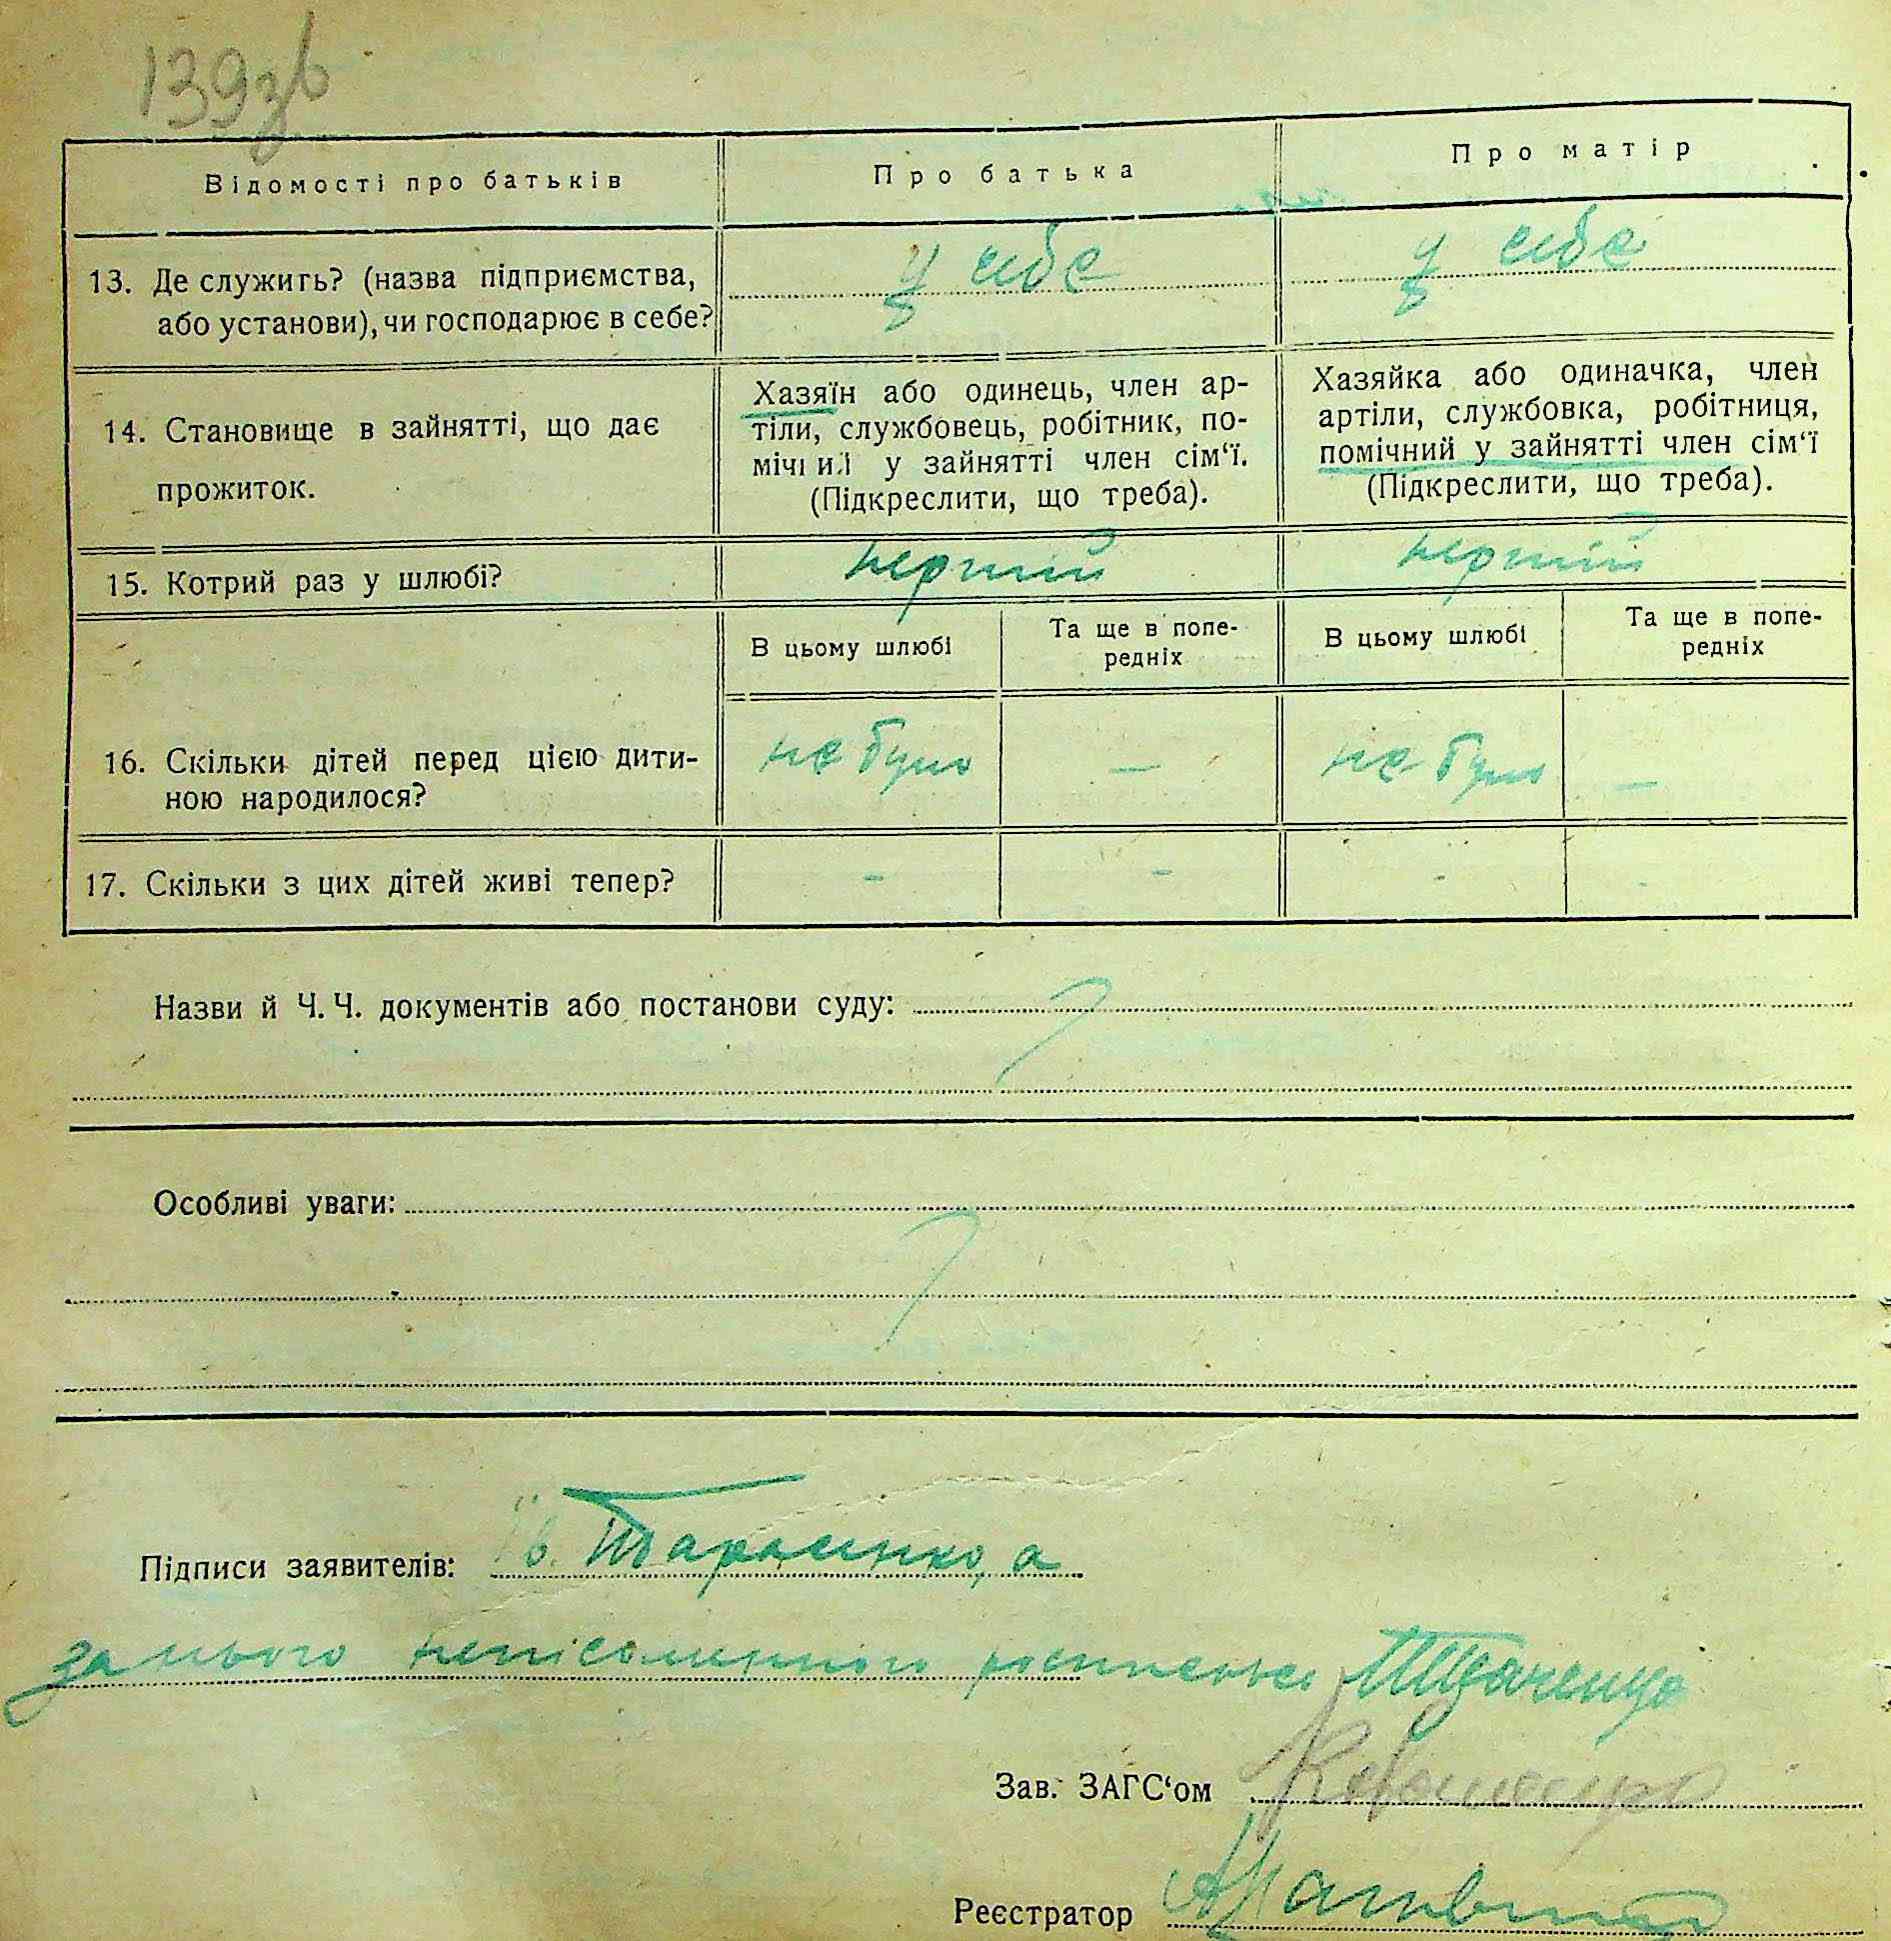 139зв
Відомості про батьків
Про батька
Про матір
13. Де служить? (назва підприємства,
або установи), чи господарює в себе?
у себе
у себе
14. Становище в зайнятті, що дає
прожиток.
Хазяїн або одинець, член ар-
тіли, службовець, робітник, по-
мічний у зайнятті член сім‘ї.
(Підкреслити, що треба).
Хазяйка або одиначка, член
артіли, службовка, робітниця,
помічний у зайнятті член сім‘ї
(Підкреслити, що треба).
15. Котрий раз у шлюбі?
перший
перший
В цьому шлюбі
Та ще в попе-
редніх
В цьому шлюбі
Та ще в попе-
редніх
16. Скільки дітей перед цією дити-
ною народилося?
не було
—
не було
—
17. Скільки з цих дітей живі тепер?
-
-
-
-
Назви й Ч. Ч. документів або постанови суду:
Особливі уваги:
Підписи заявителів: Тарасенко, а
за нього неписьменного
Зав. ЗАГС‘ом
Реєстратор